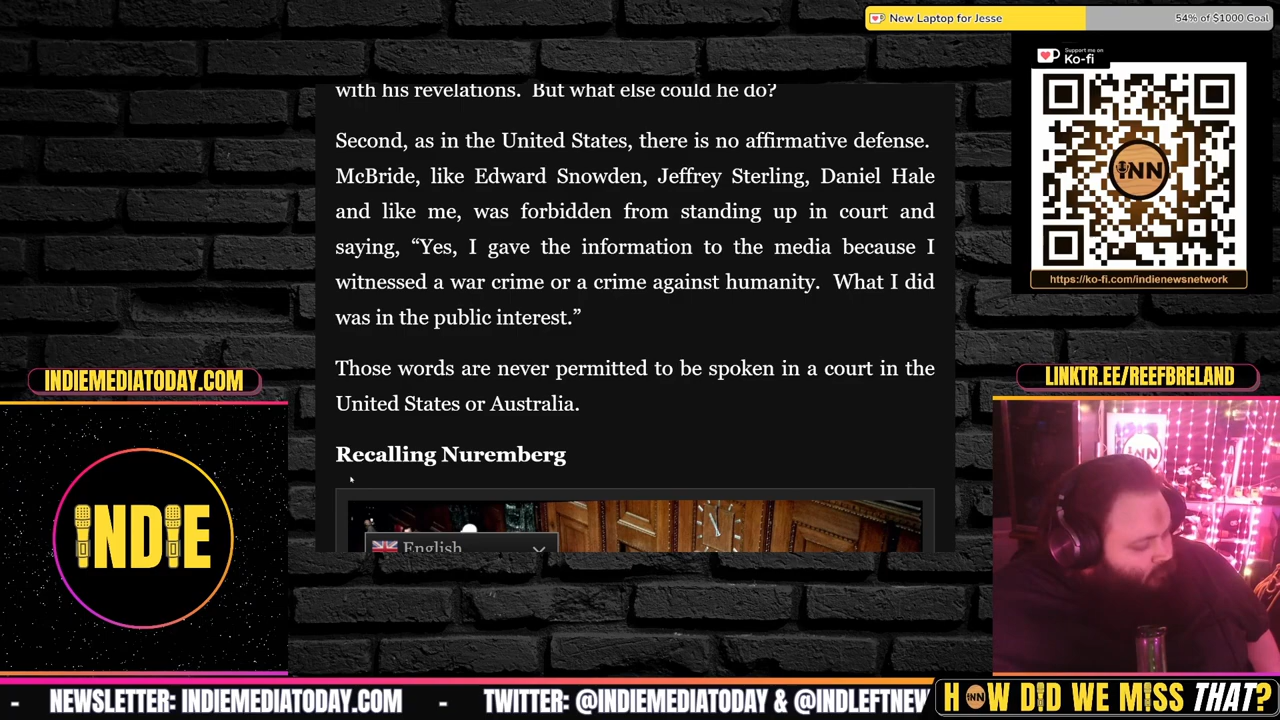 New Laptop for Jesse
54% of $1000 Goal
Support me on
Ko-fi
iNN
https://ko-fi.com/indienewsnetwork
with his revelations.  But what else could he do?
Second, as in the United States, there is no affirmative defense.
McBride, like Edward Snowden, Jeffrey Sterling, Daniel Hale
and like me, was forbidden from standing up in court and
saying, “Yes, I gave the information to the media because I
witnessed a war crime or a crime against humanity.  What I did
was in the public interest.”
Those words are never permitted to be spoken in a court in the
United States or Australia.
Recalling Nuremberg
English
INDIEMEDIATODAY.COM
INDIE
LINKTR.EE/REEFBRELAND
iNN
- NEWSLETTER: INDIEMEDIATODAY.COM - TWITTER: @INDIEMEDIATODAY & @INDLEFTNEW
HOW DID WE MISS THAT?